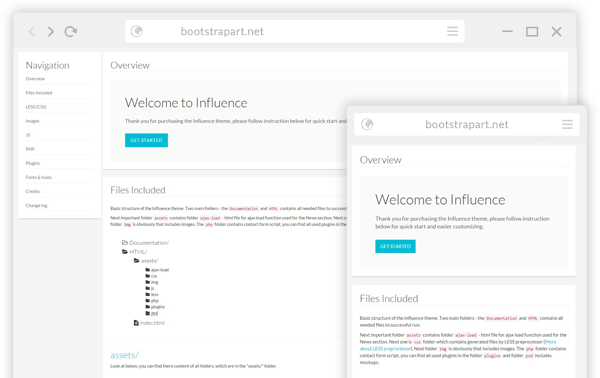 bootstrapart.net
Navigation
Overview
Files Included
LESS (CSS)
Images
JS
PHP
Plugins
Fonts & Icons
Credits
Change log
Overview
Welcome to Influence
Thank you for purchasing the Influence theme, please follow instruction below for quick start and
GET STARTED
Files Included
Basic structure of the Influence theme. Two main folders - the Documentation and HTML contains all needed files to successf
Next important folder assets contains folder ajax-load - html file for ajax load function used for the News section. Next
folder img is obviously that includes images. The php folder contains contact form script, you can find all used plugins in
Documentation/
HTML/
assets/
ajax-load
css
img
js
less
php
plugins
psd
index.html
assets/
Look at below, you can find there content of all folders, which are in the "assets" folder.
bootstrapart.net
Overview
Welcome to Influence
Thank you for purchasing the Influence theme, please follow instruction
below for quick start and easier customizing.
GET STARTED
Files Included
Basic structure of the Influence theme. Two main folders - the Documentation and HTML contains all
needed files to successful run.
Next important folder assets contains folder ajax-load - html file for ajax load function used for the
News section. Next one is css folder which contains generated files by LESS preprocessor (More
about LESS preprocessor). Next folder img is obviously that includes images. The php folder contains
contact form script, you can find all used plugins in the folder plugins and folder psd includes
mockups.